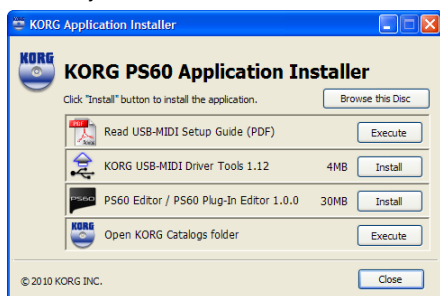 KORG Application Installer
KORG
KORG PS60 Application Installer
Click "Install" button to install the application.
Browse this Disc
PDF
Read USB-MIDI Setup Guide (PDF)
Execute
KORG USB-MIDI Driver Tools 1.12
4MB
Install
PS60
PS60 Editor / PS60 Plug-In Editor 1.0.0
30MB
Install
KORG
Open KORG Catalogs folder
Execute
© 2010 KORG INC.
Close